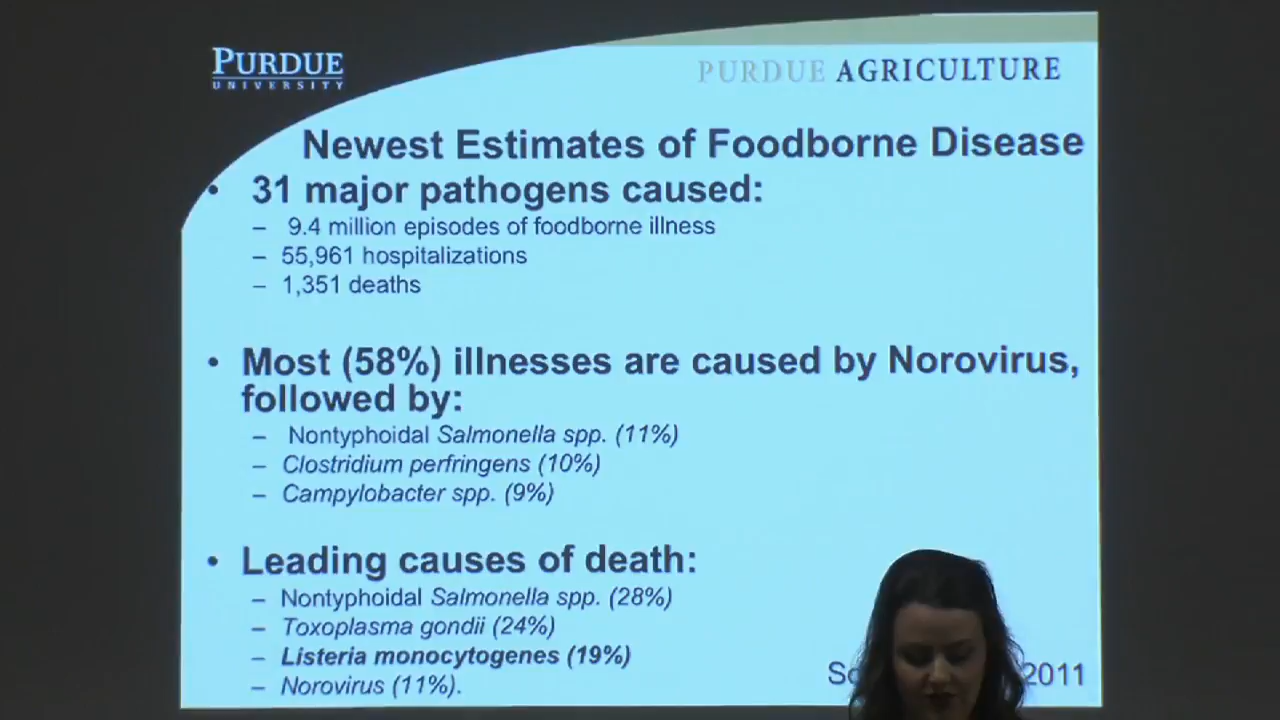 PURDUE
UNIVERSITY
PURDUE AGRICULTURE
Newest Estimates of Foodborne Disease
• 31 major pathogens caused:
– 9.4 million episodes of foodborne illness
– 55,961 hospitalizations
– 1,351 deaths
• Most (58%) illnesses are caused by Norovirus,
followed by:
– Nontyphoidal Salmonella spp. (11%)
– Clostridium perfringens (10%)
– Campylobacter spp. (9%)
• Leading causes of death:
– Nontyphoidal Salmonella spp. (28%)
– Toxoplasma gondii (24%)
– Listeria monocytogenes (19%)
– Norovirus (11%).
2011